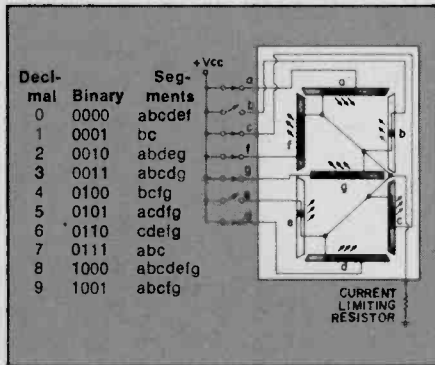 Deci-
mal Binary Seg-
ments
0 0000 abcdef
1 0001 bc
2 0010 abdeg
3 0011 abcdg
4 0100 bcfg
5 0101 acdfg
6 0110 cdefg
7 0111 abc
8 1000 abcdefg
9 1001 abcfg
+Vcc
a
b
c
f
g
e
d
a
b
f
g
e
c
d
CURRENT
LIMITING
RESISTOR